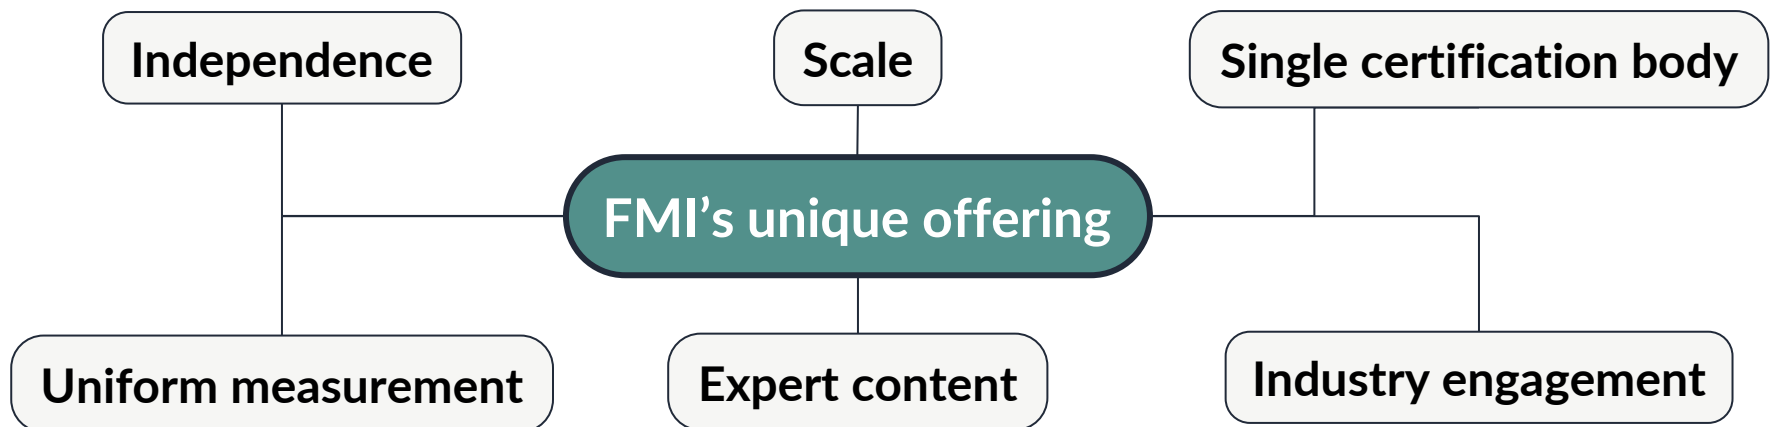 Independence
Scale
Single certification body
FMI’s unique offering
Uniform measurement
Expert content
Industry engagement